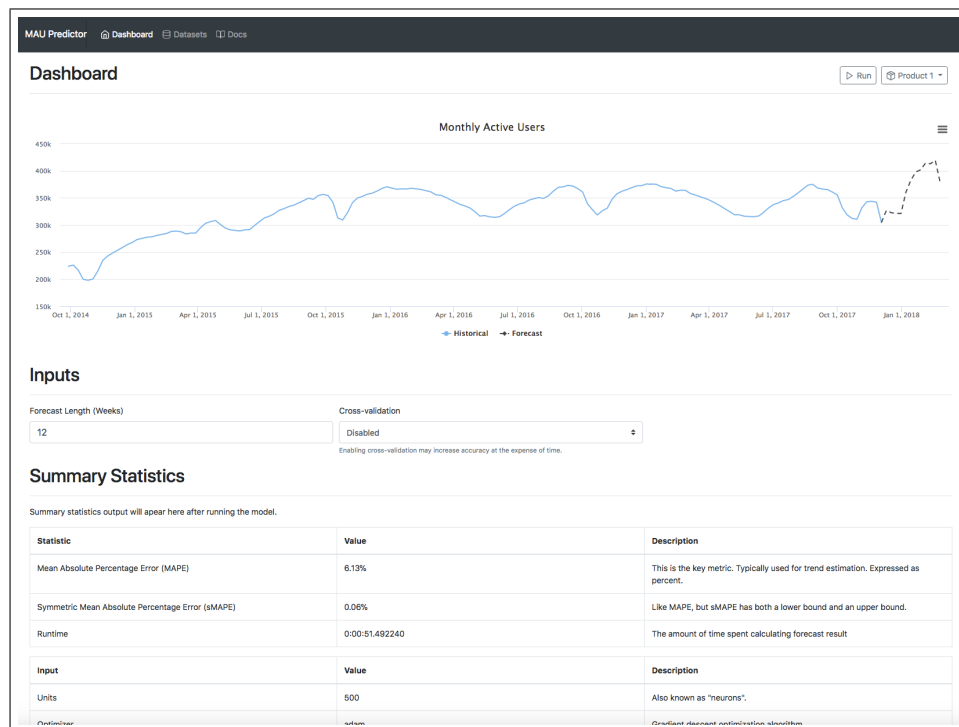 MAU Predictor Dashboard Datasets Docs
Dashboard
Run Product 1
Monthly Active Users
450k
400k
350k
300k
250k
200k
150k
Oct 1, 2014 Jan 1, 2015 Apr 1, 2015 Jul 1, 2015 Oct 1, 2015 Jan 1, 2016 Apr 1, 2016 Jul 1, 2016 Oct 1, 2016 Jan 1, 2017 Apr 1, 2017 Jul 1, 2017 Oct 1, 2017 Jan 1, 2018
Historical Forecast
Inputs
Forecast Length (Weeks) Cross-validation
12 Disabled
Enabling cross-validation may increase accuracy at the expense of time.
Summary Statistics
Summary statistics output will apear here after running the model.
Statistic Value Description
Mean Absolute Percentage Error (MAPE) 6.13% This is the key metric. Typically used for trend estimation. Expressed as
percent.
Symmetric Mean Absolute Percentage Error (sMAPE) 0.06% Like MAPE, but sMAPE has both a lower bound and an upper bound.
Runtime 0:00:51.492240 The amount of time spent calculating forecast result
Input Value Description
Units 500 Also known as "neurons".
Optimizer adam Gradient descent optimization algorithm